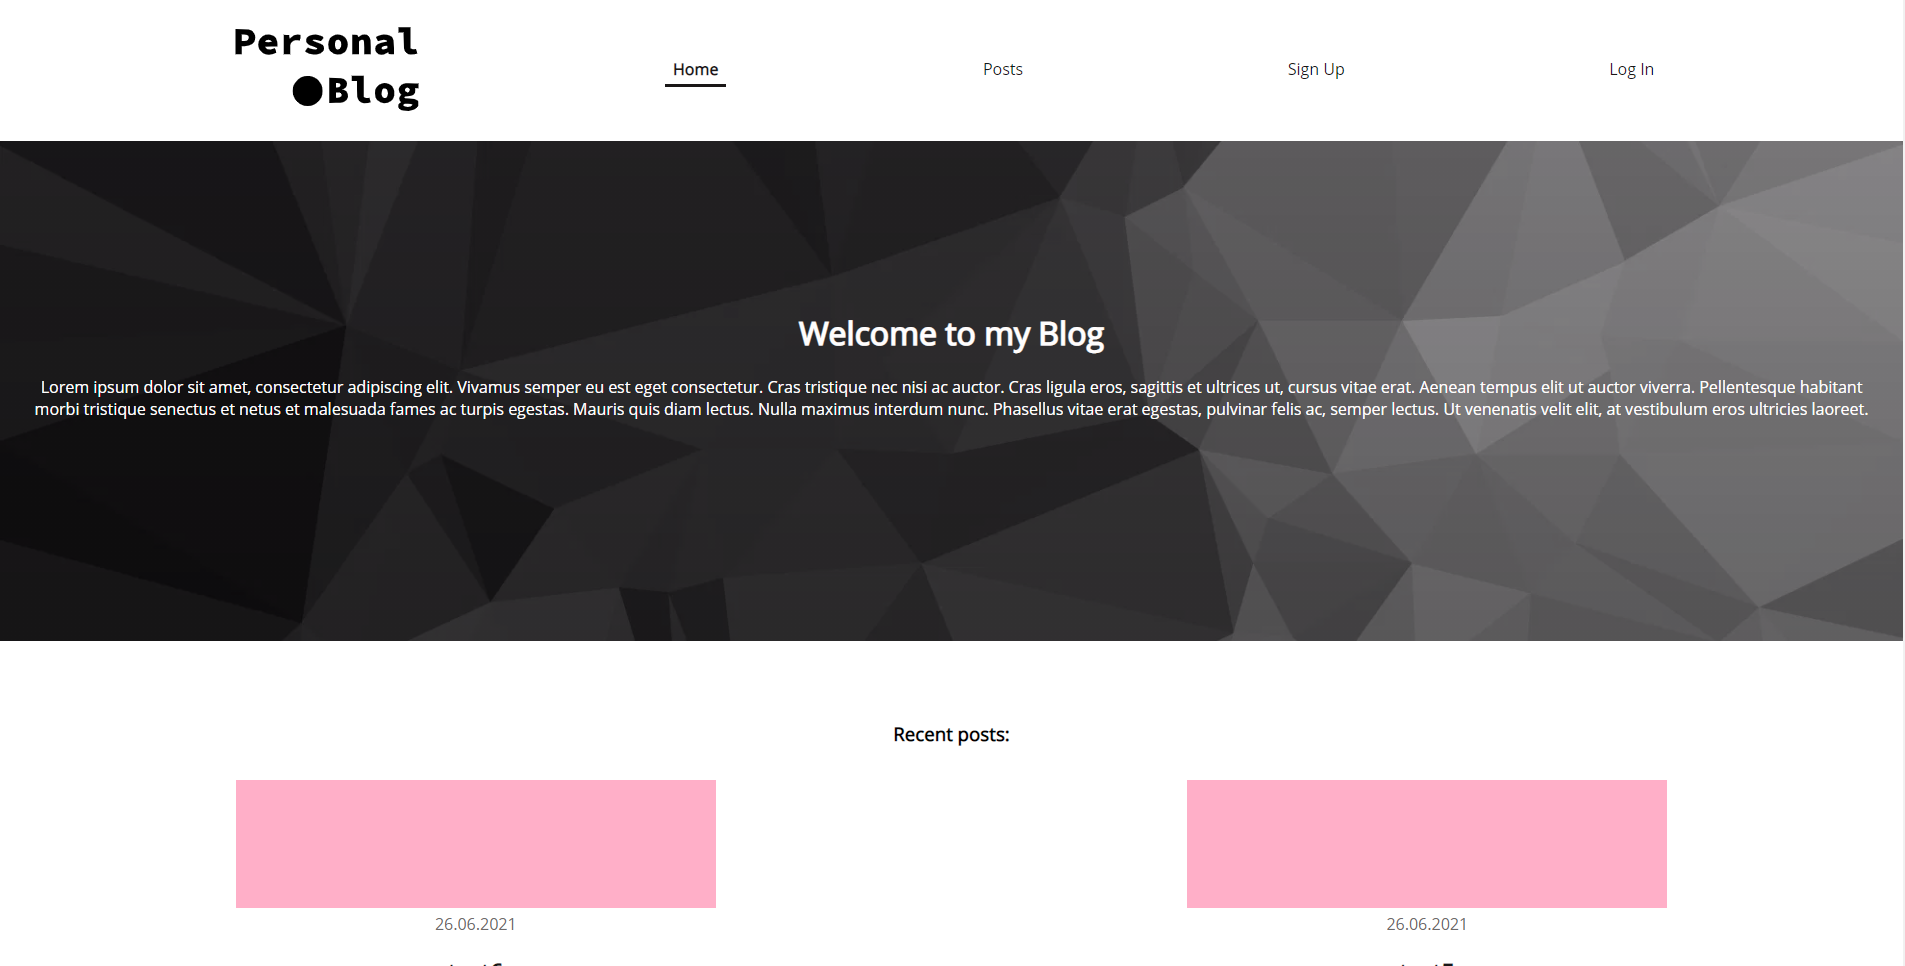 Personal
Blog
Home
Posts
Sign Up
Log In
Welcome to my Blog
Lorem ipsum dolor sit amet, consectetur adipiscing elit. Vivamus semper eu est eget consectetur. Cras tristique nec nisi ac auctor. Cras ligula eros, sagittis et ultrices ut, cursus vitae erat. Aenean tempus elit ut auctor viverra. Pellentesque habitant
morbi tristique senectus et netus et malesuada fames ac turpis egestas. Mauris quis diam lectus. Nulla maximus interdum nunc. Phasellus vitae erat egestas, pulvinar felis ac, semper lectus. Ut venenatis velit elit, at vestibulum eros ultricies laoreet.
Recent posts:
26.06.2021
26.06.2021